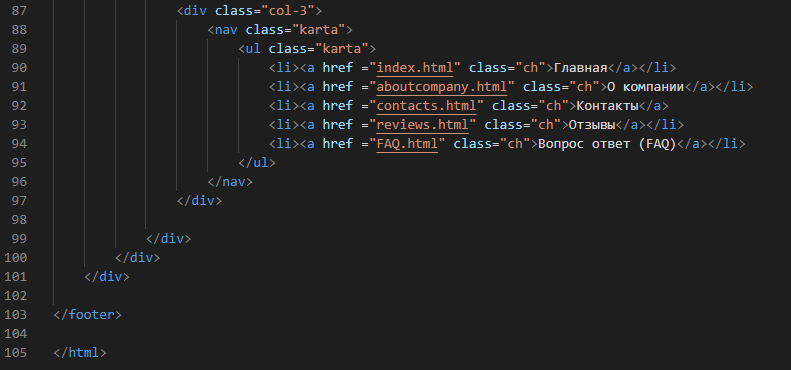 87 <div class="col-3">
88 <nav class="karta">
89 <ul class="karta">
90 <li><a href ="index.html" class="ch">Главная</a></li>
91 <li><a href ="aboutcompany.html" class="ch">О компании</a></li>
92 <li><a href ="contacts.html" class="ch">Контакты</a>
93 <li><a href ="reviews.html" class="ch">Отзывы</a></li>
94 <li><a href ="FAQ.html" class="ch">Вопрос ответ (FAQ)</a></li>
95 </ul>
96 </nav>
97 </div>
98
99 </div>
100 </div>
101 </div>
102
103 </footer>
104
105 </html>